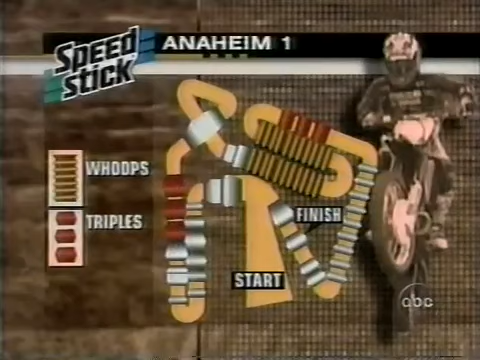 Speed Stick
ANAHEIM 1
WHOOPS
TRIPLES
FINISH
START
abc